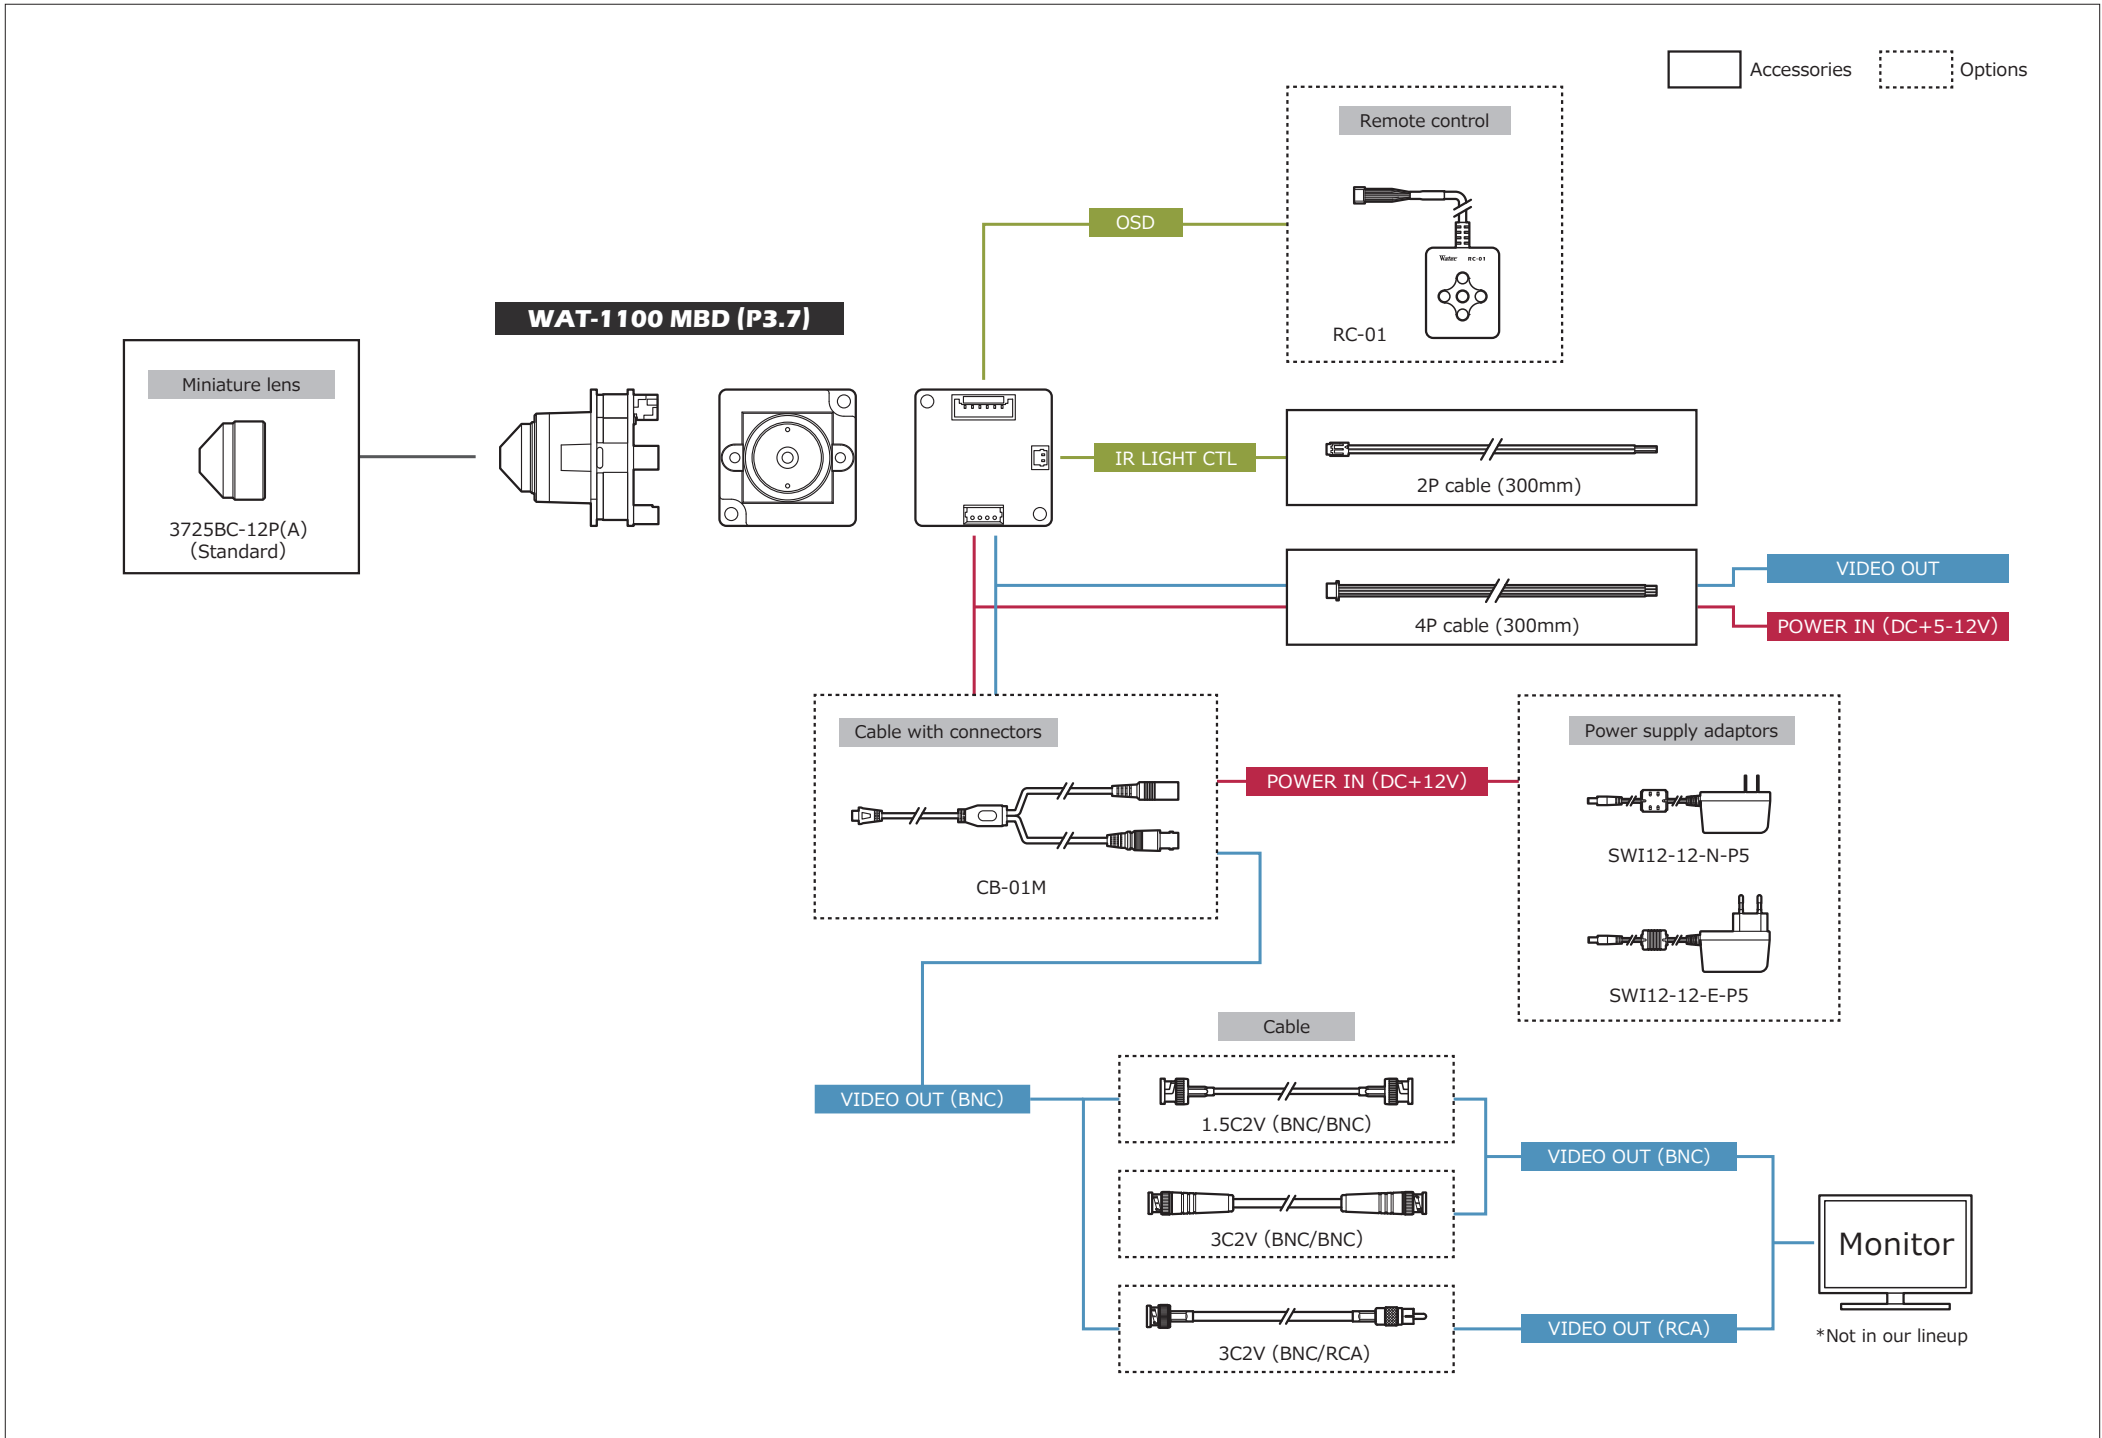 Accessories
Options
Remote control
Watec RC-01
RC-01
OSD
WAT-1100 MBD (P3.7)
Miniature lens
3725BC-12P(A)
(Standard)
IR LIGHT CTL
2P cable (300mm)
4P cable (300mm)
VIDEO OUT
POWER IN (DC+5-12V)
Cable with connectors
CB-01M
POWER IN (DC+12V)
Power supply adaptors
SWI12-12-N-P5
SWI12-12-E-P5
Cable
VIDEO OUT (BNC)
1.5C2V (BNC/BNC)
3C2V (BNC/BNC)
3C2V (BNC/RCA)
VIDEO OUT (BNC)
VIDEO OUT (RCA)
Monitor
*Not in our lineup